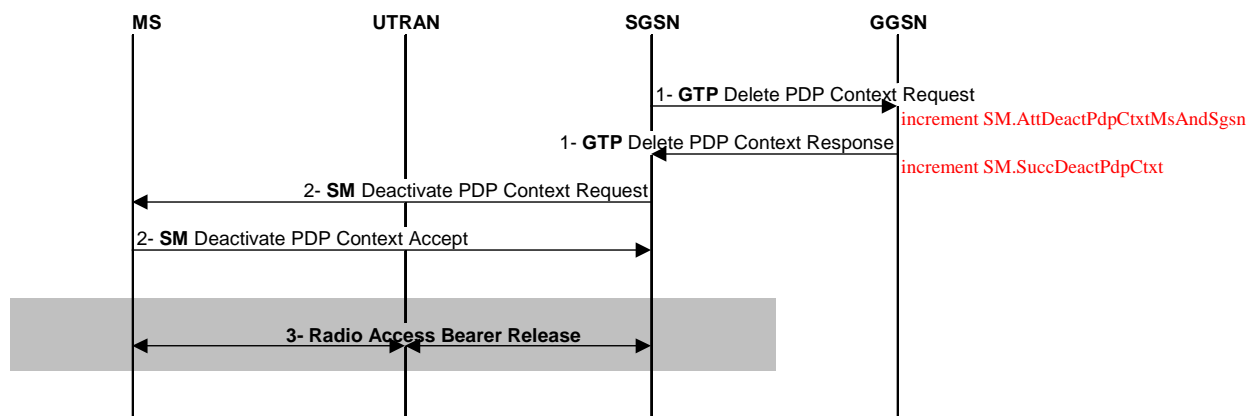 MS UTRAN SGSN GGSN
1- GTP Delete PDP Context Request
increment SM.AttDeactPdpCtxtMsAndSgsn
1- GTP Delete PDP Context Response
increment SM.SuccDeactPdpCtxt
2- SM Deactivate PDP Context Request
2- SM Deactivate PDP Context Accept
3- Radio Access Bearer Release